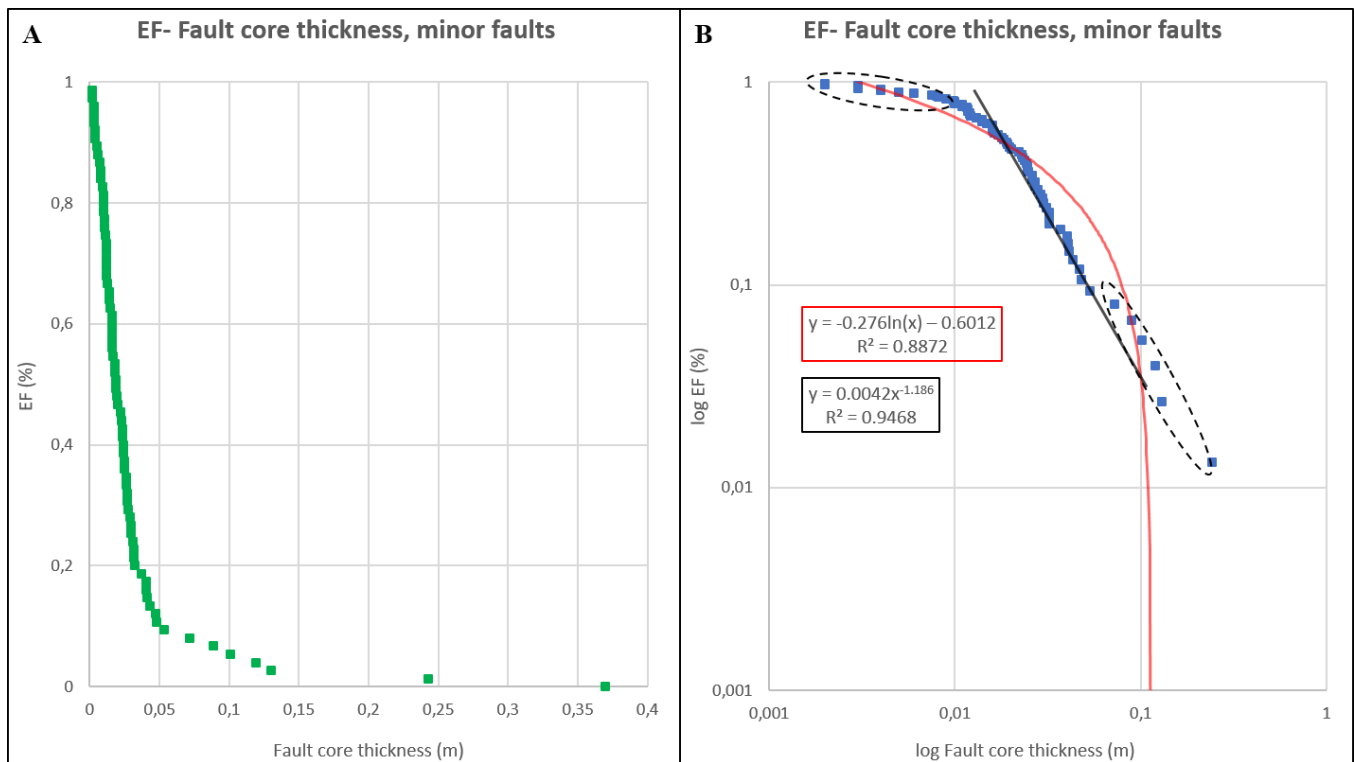 A
EF- Fault core thickness, minor faults
1
0,8
0,6
0,4
0,2
0
EF (%)
0
0,05
0,1
0,15
0,2
0,25
0,3
0,35
0,4
Fault core thickness (m)
B
EF- Fault core thickness, minor faults
1
0,1
0,01
0,001
log EF (%)
y = -0.276ln(x) – 0.6012
R² = 0.8872
y = 0.0042x⁻¹·¹⁸⁶
R² = 0.9468
0,001
0,01
0,1
1
log Fault core thickness (m)